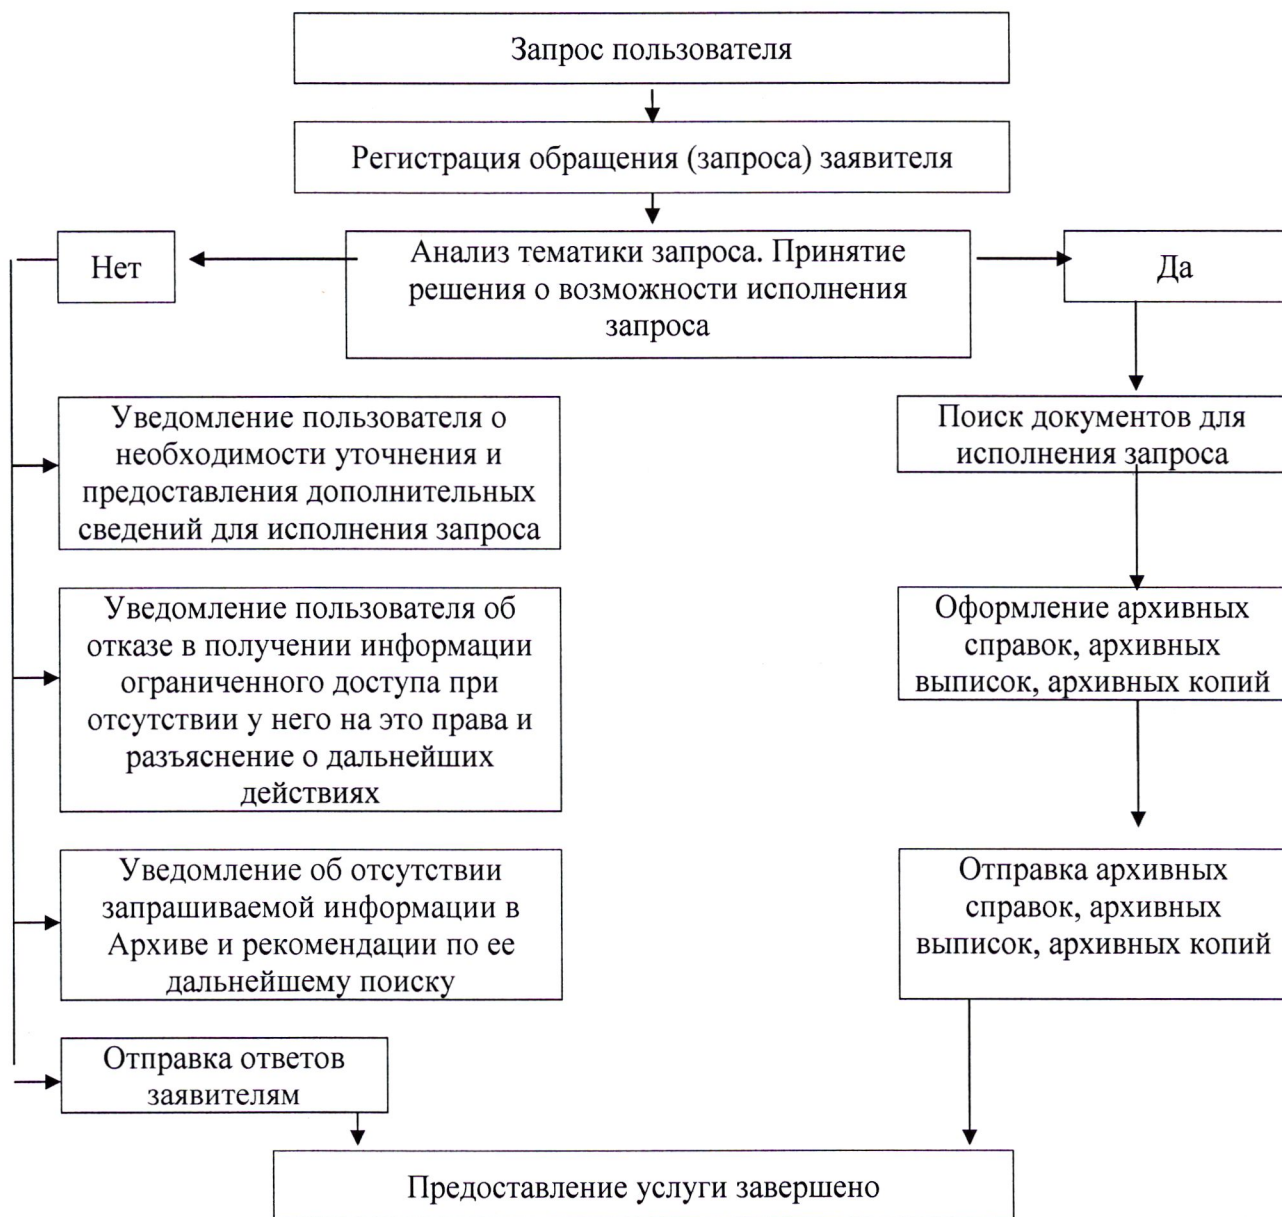 Запрос пользователя
Регистрация обращения (запроса) заявителя
Нет
Анализ тематики запроса. Принятие
решения о возможности исполнения
запроса
Да
Уведомление пользователя о
необходимости уточнения и
предоставления дополнительных
сведений для исполнения запроса
Поиск документов для
исполнения запроса
Уведомление пользователя об
отказе в получении информации
ограниченного доступа при
отсутствии у него на это права и
разъяснение о дальнейших
действиях
Оформление архивных
справок, архивных
выписок, архивных копий
Уведомление об отсутствии
запрашиваемой информации в
Архиве и рекомендации по ее
дальнейшему поиску
Отправка архивных
справок, архивных
выписок, архивных копий
Отправка ответов
заявителям
Предоставление услуги завершено